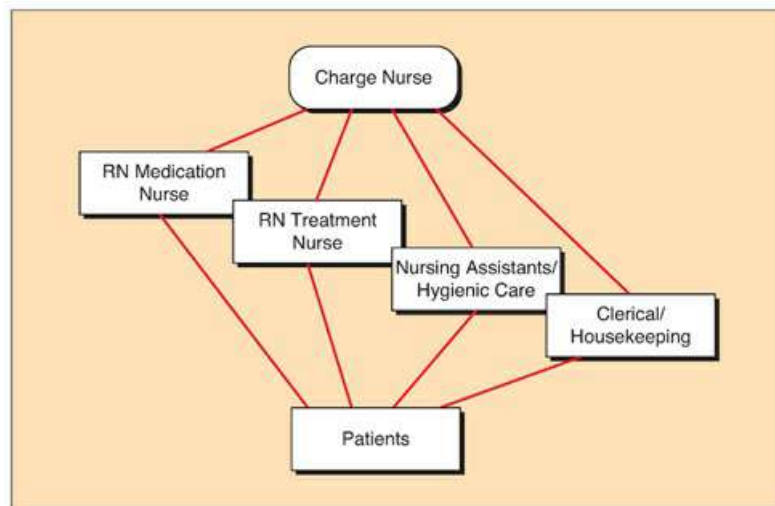 Charge Nurse
RN Medication
Nurse
RN Treatment
Nurse
Nursing Assistants/
Hygienic Care
Clerical/
Housekeeping
Patients